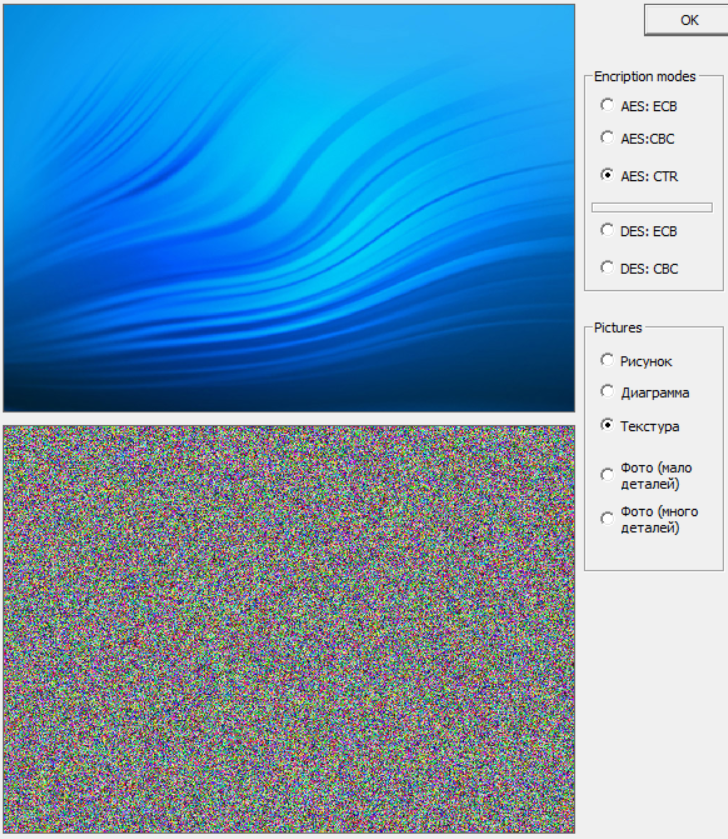 OK
Encription modes
AES: ECB
AES:CBC
AES: CTR
DES: ECB
DES: CBC
Pictures
Рисунок
Диаграмма
Текстура
Фото (мало
деталей)
Фото (много
деталей)